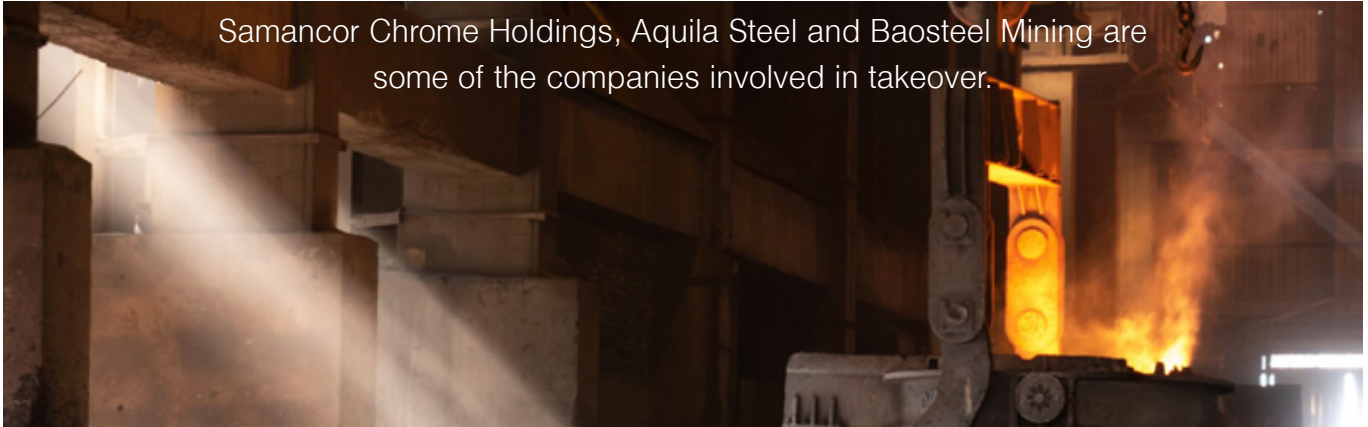 Samancor Chrome Holdings, Aquila Steel and Baosteel Mining are
some of the companies involved in takeover.